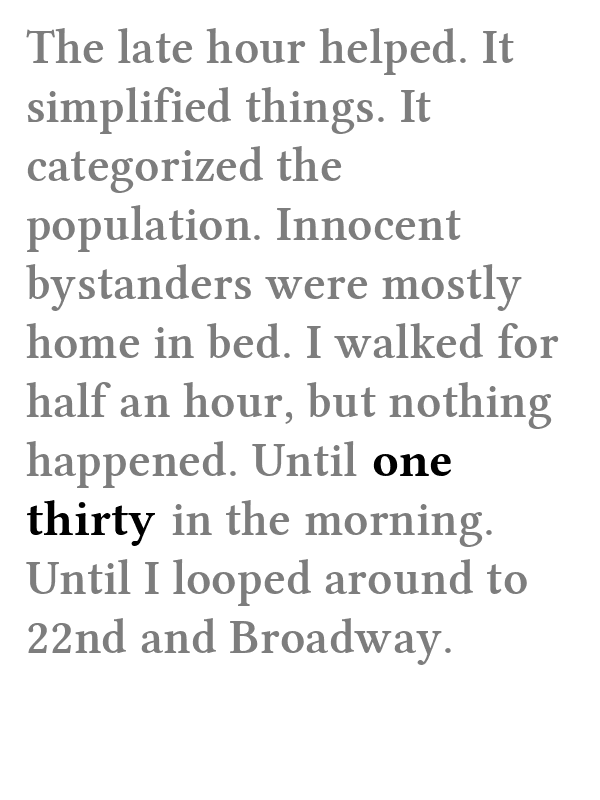 The late hour helped. It
simplified things. It
categorized the
population. Innocent
bystanders were mostly
home in bed. I walked for
half an hour, but nothing
happened. Until one
thirty in the morning.
Until I looped around to
22nd and Broadway.